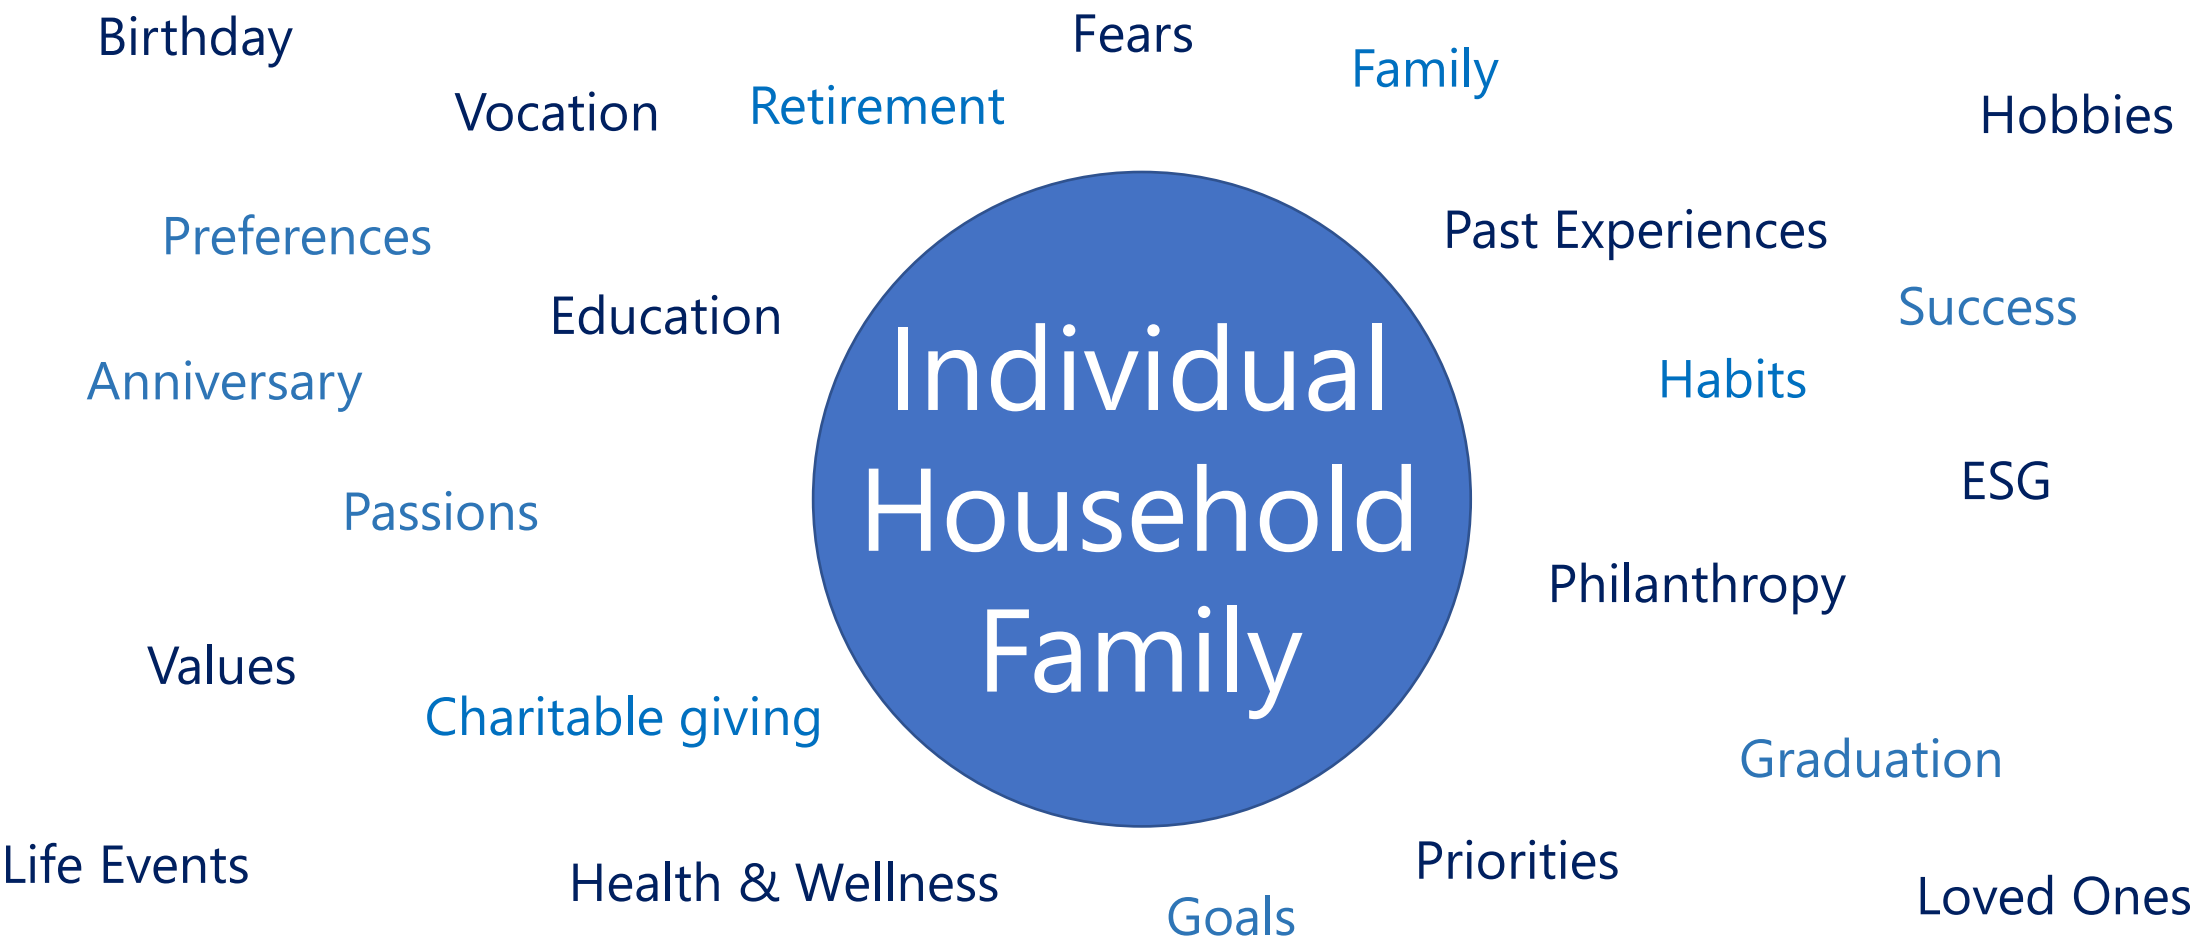 Birthday
Fears
Family
Vocation
Retirement
Hobbies
Preferences
Past Experiences
Education
Success
Anniversary
Habits
Individual
Household
Family
Passions
ESG
Philanthropy
Values
Charitable giving
Graduation
Life Events
Health & Wellness
Priorities
Goals
Loved Ones